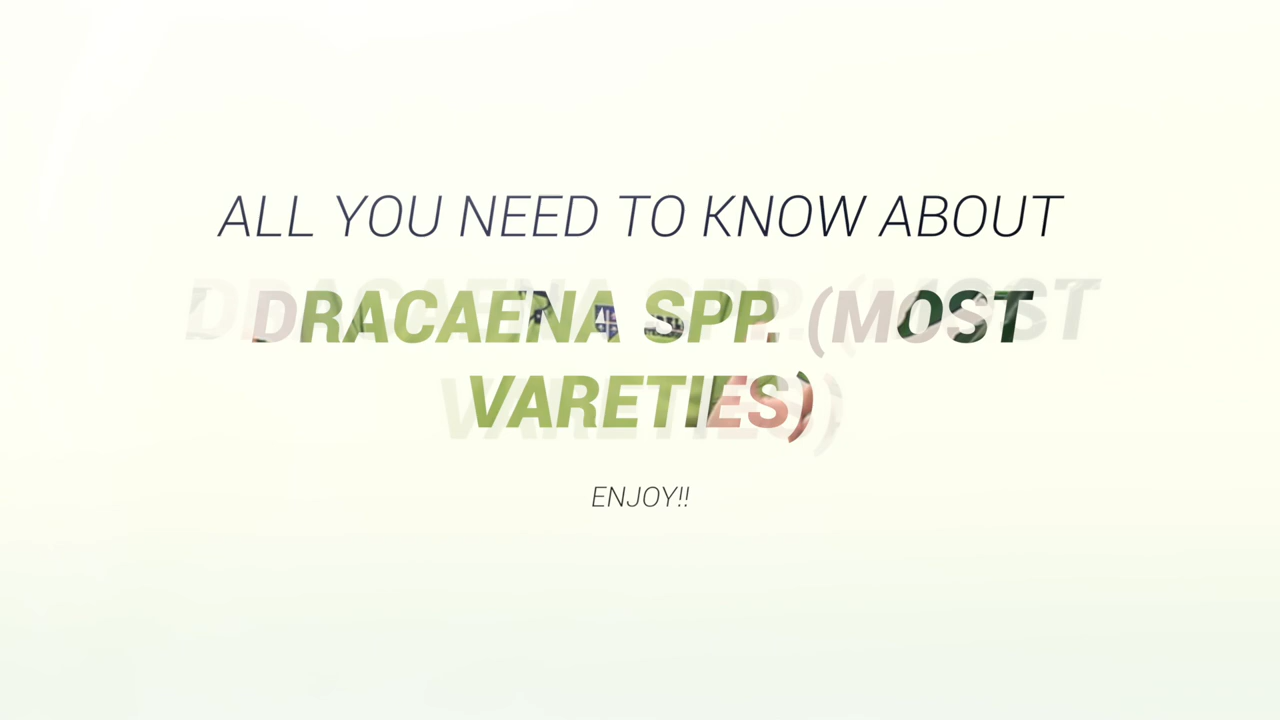 ALL YOU NEED TO KNOW ABOUT
DRACAENA SPP. (MOST
VARETIES)
ENJOY!!